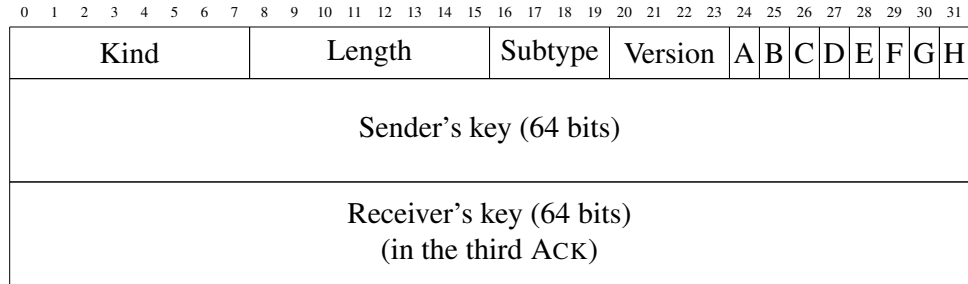 0 1 2 3 4 5 6 7 8 9 10 11 12 13 14 15 16 17 18 19 20 21 22 23 24 25 26 27 28 29 30 31
Kind Length Subtype Version A B C D E F G H
Sender's key (64 bits)
Receiver's key (64 bits)
(in the third ACK)